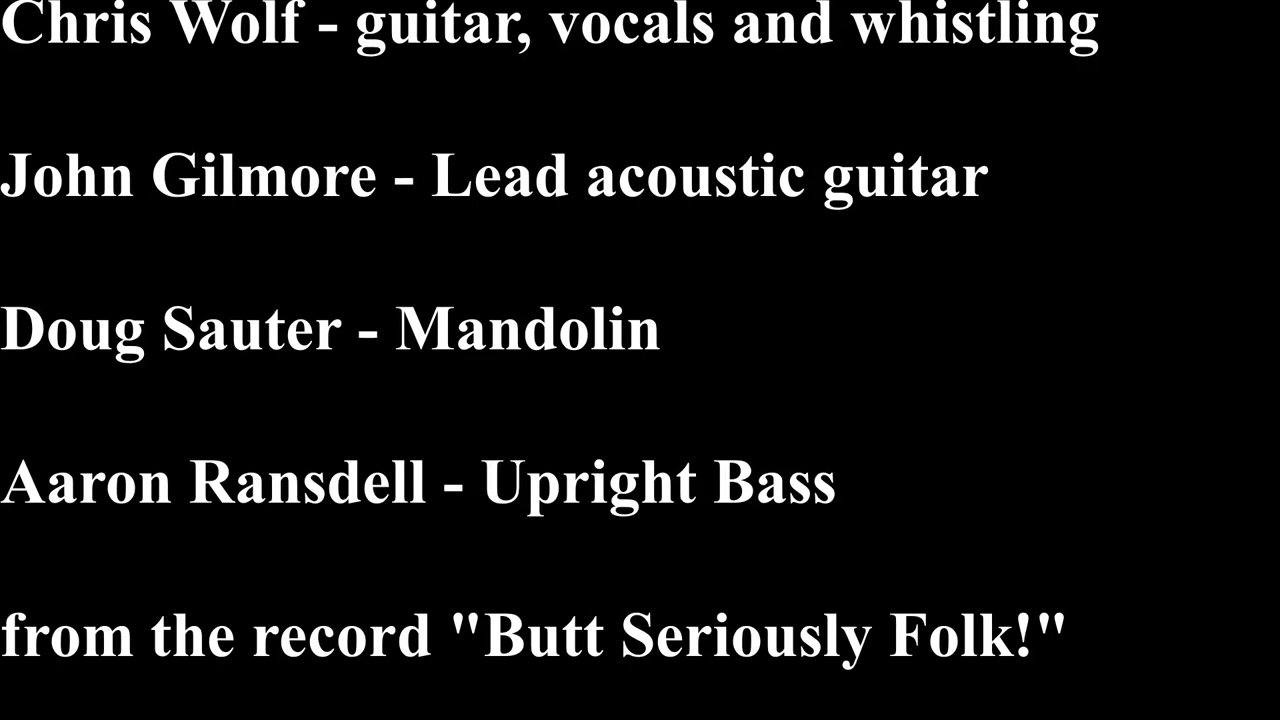 Chris Wolf - guitar, vocals and whistling
John Gilmore - Lead acoustic guitar
Doug Sauter - Mandolin
Aaron Ransdell - Upright Bass
from the record "Butt Seriously Folk!"